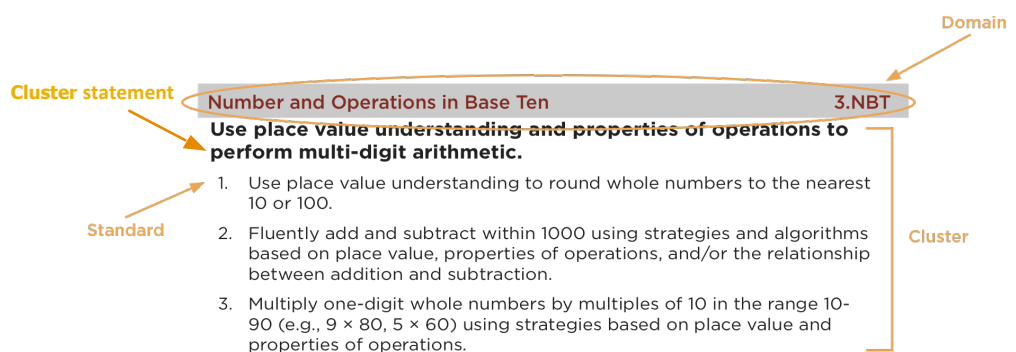 Domain
Cluster statement
Number and Operations in Base Ten 3.NBT
Use place value understanding and properties of operations to
perform multi-digit arithmetic.
1. Use place value understanding to round whole numbers to the nearest
10 or 100.
Standard
2. Fluently add and subtract within 1000 using strategies and algorithms
based on place value, properties of operations, and/or the relationship
between addition and subtraction.
Cluster
3. Multiply one-digit whole numbers by multiples of 10 in the range 10-
90 (e.g., 9 × 80, 5 × 60) using strategies based on place value and
properties of operations.